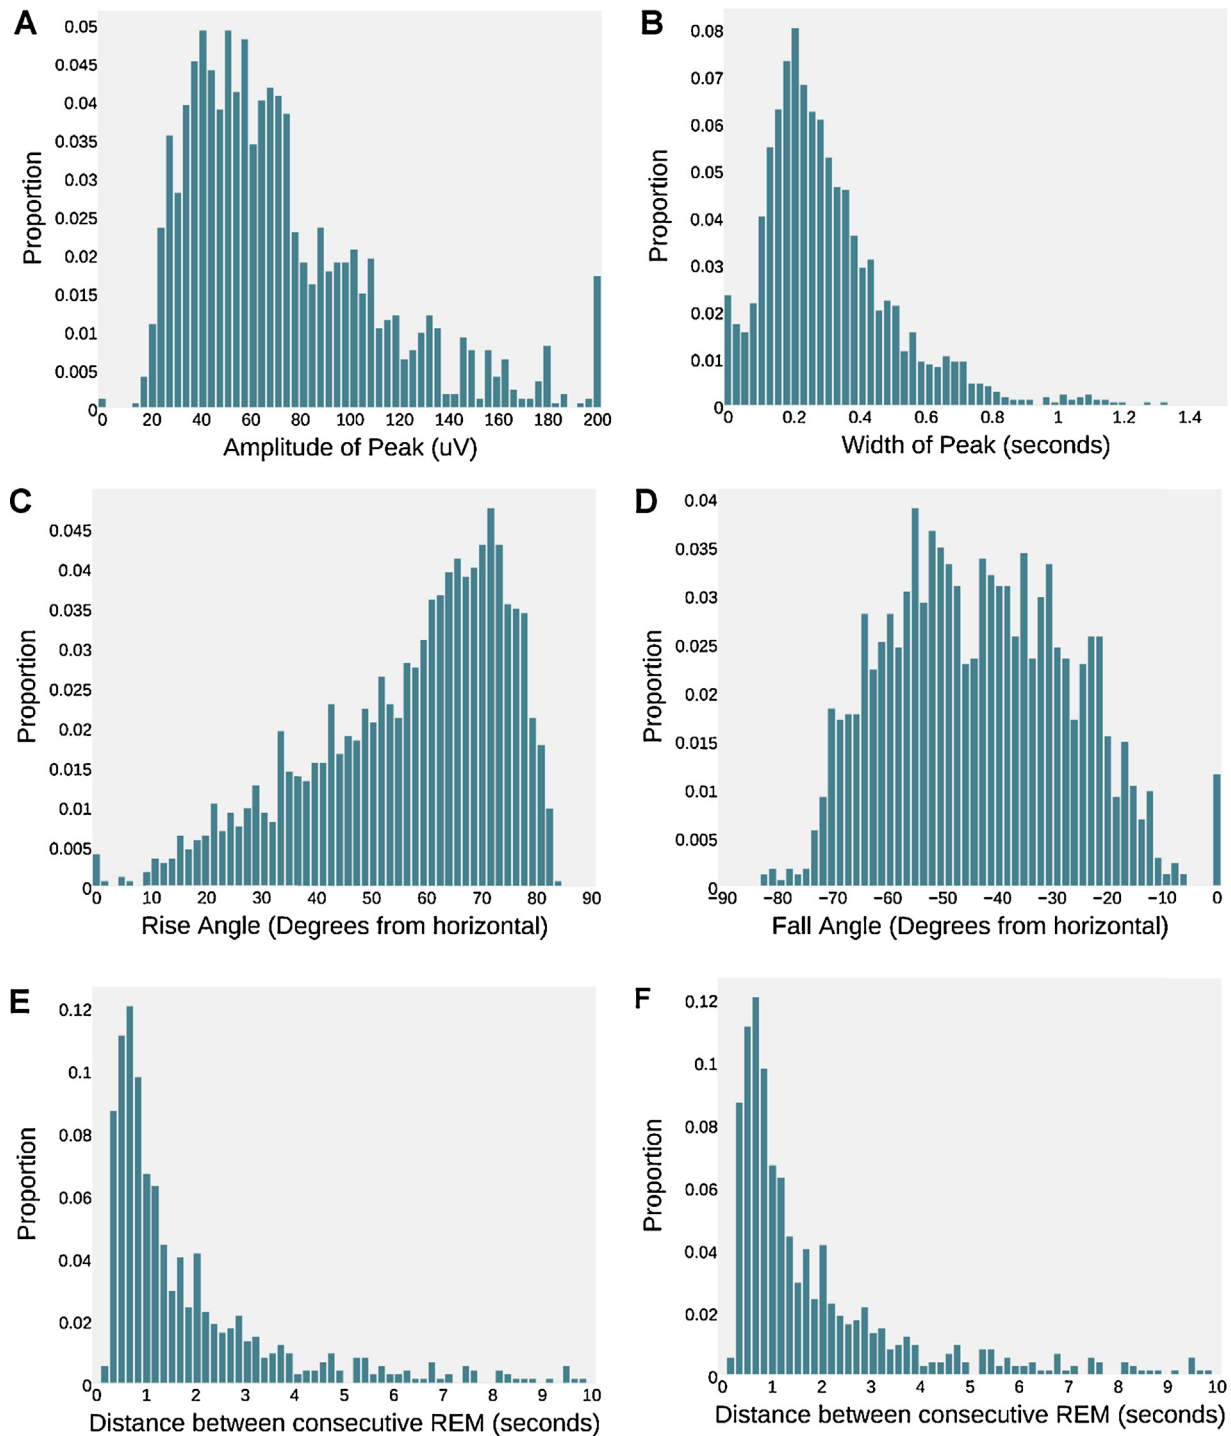 A
Proportion
0.05
0.045
0.04
0.035
0.03
0.025
0.02
0.015
0.01
0.005
0
0 20 40 60 80 100 120 140 160 180 200
Amplitude of Peak (uV)
B
Proportion
0.08
0.07
0.06
0.05
0.04
0.03
0.02
0.01
0
0 0.2 0.4 0.6 0.8 1 1.2 1.4
Width of Peak (seconds)
C
Proportion
0.045
0.04
0.035
0.03
0.025
0.02
0.015
0.01
0.005
0
0 10 20 30 40 50 60 70 80 90
Rise Angle (Degrees from horizontal)
D
Proportion
0.04
0.035
0.03
0.025
0.02
0.015
0.01
0.005
0
−90 −80 −70 −60 −50 −40 −30 −20 −10 0
Fall Angle (Degrees from horizontal)
E
Proportion
0.12
0.1
0.08
0.06
0.04
0.02
0
0 1 2 3 4 5 6 7 8 9 10
Distance between consecutive REM (seconds)
F
Proportion
0.12
0.1
0.08
0.06
0.04
0.02
0
0 1 2 3 4 5 6 7 8 9 10
Distance between consecutive REM (seconds)